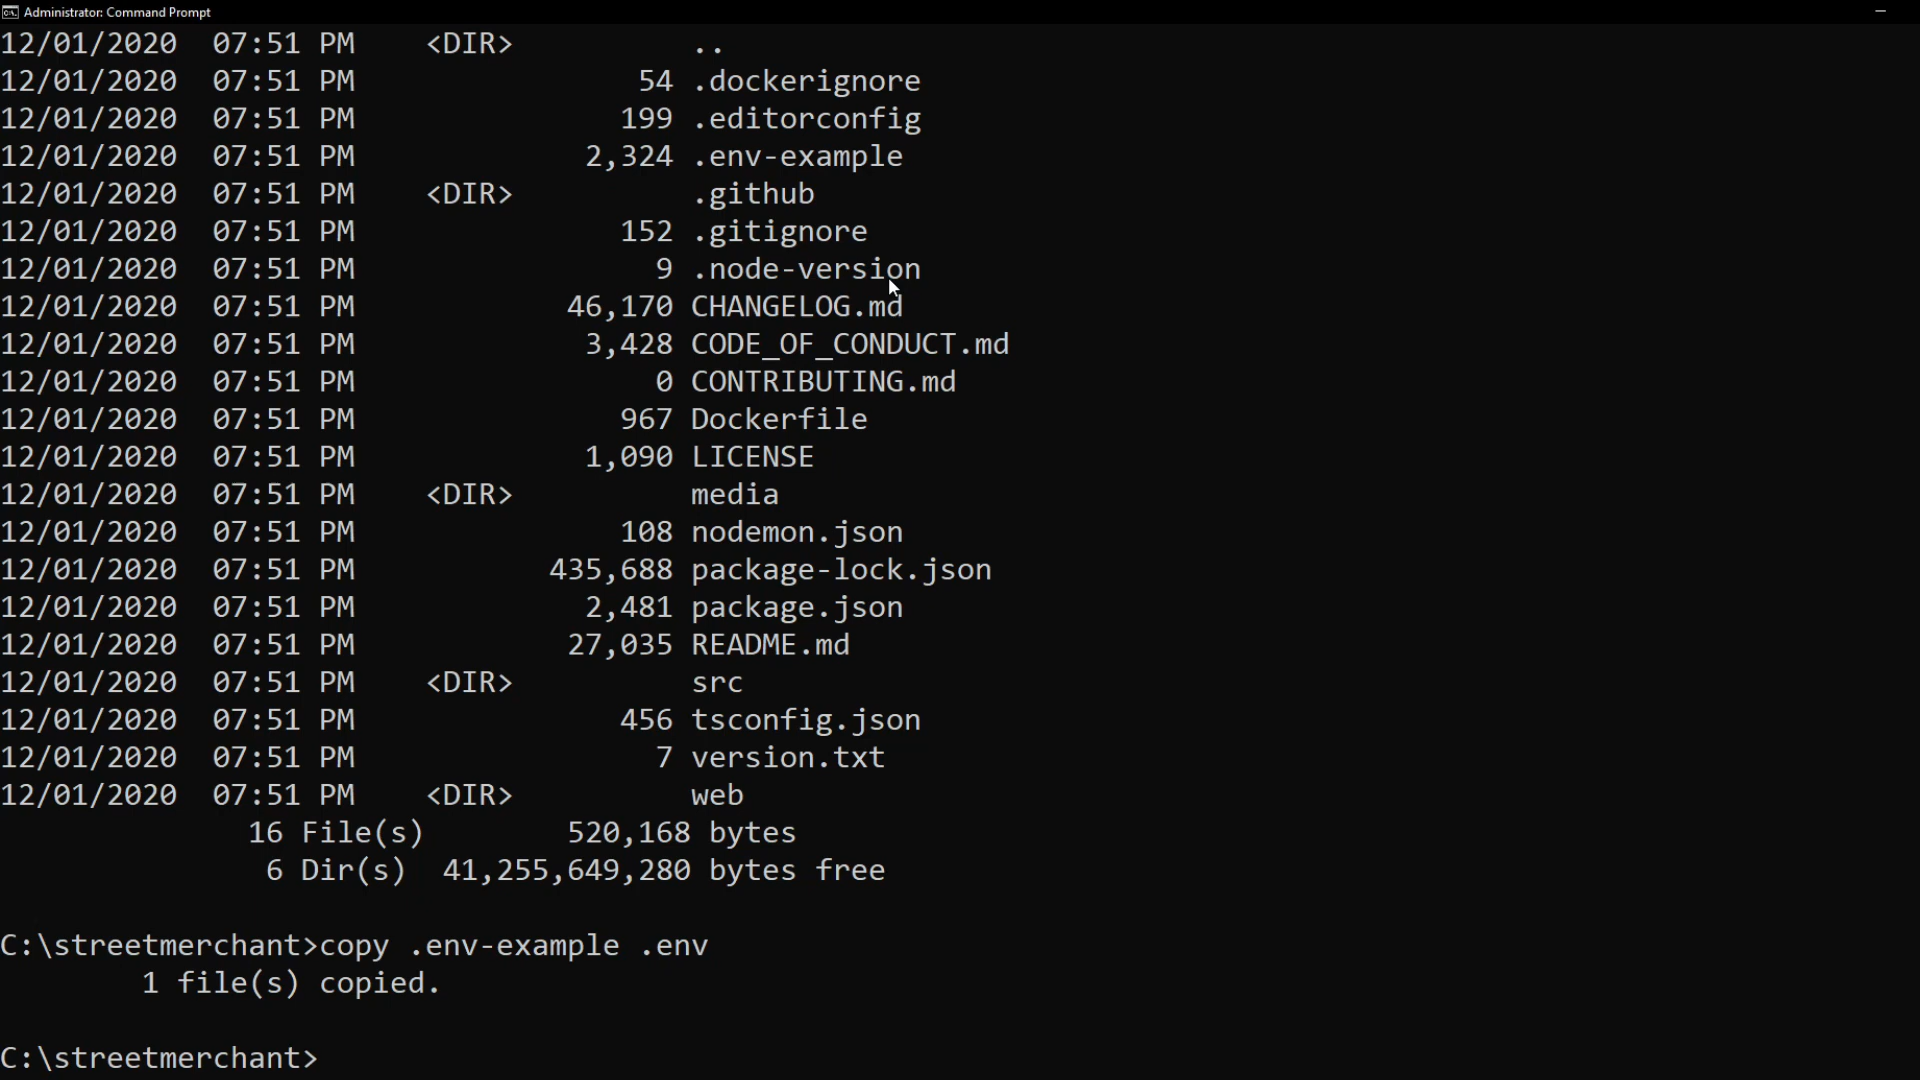 Administrator: Command Prompt
12/01/2020  07:51 PM    <DIR>          ..
12/01/2020  07:51 PM                54 .dockerignore
12/01/2020  07:51 PM               199 .editorconfig
12/01/2020  07:51 PM             2,324 .env-example
12/01/2020  07:51 PM    <DIR>          .github
12/01/2020  07:51 PM               152 .gitignore
12/01/2020  07:51 PM                 9 .node-version
12/01/2020  07:51 PM            46,170 CHANGELOG.md
12/01/2020  07:51 PM             3,428 CODE_OF_CONDUCT.md
12/01/2020  07:51 PM                 0 CONTRIBUTING.md
12/01/2020  07:51 PM               967 Dockerfile
12/01/2020  07:51 PM             1,090 LICENSE
12/01/2020  07:51 PM    <DIR>          media
12/01/2020  07:51 PM               108 nodemon.json
12/01/2020  07:51 PM           435,688 package-lock.json
12/01/2020  07:51 PM             2,481 package.json
12/01/2020  07:51 PM            27,035 README.md
12/01/2020  07:51 PM    <DIR>          src
12/01/2020  07:51 PM               456 tsconfig.json
12/01/2020  07:51 PM                 7 version.txt
12/01/2020  07:51 PM    <DIR>          web
              16 File(s)        520,168 bytes
               6 Dir(s)  41,255,649,280 bytes free
C:\streetmerchant>copy .env-example .env
        1 file(s) copied.
C:\streetmerchant>